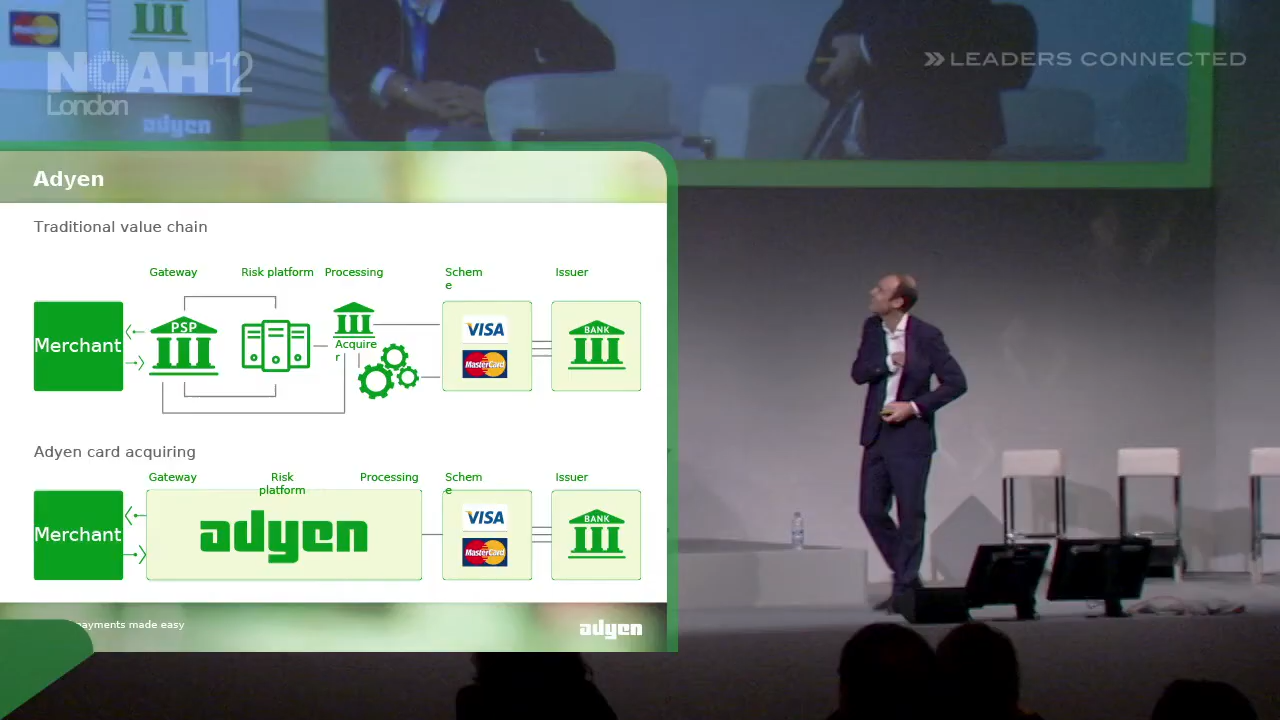 MasterCard
NOAH'12
London
adyen
LEADERS CONNECTED
Adyen
Traditional value chain
Gateway
Risk platform
Processing
Schem
e
Issuer
Merchant
PSP
Acquire
r
VISA
MasterCard
BANK
Adyen card acquiring
Gateway
Risk
platform
Processing
Schem
e
Issuer
Merchant
adyen
VISA
MasterCard
BANK
payments made easy
adyen